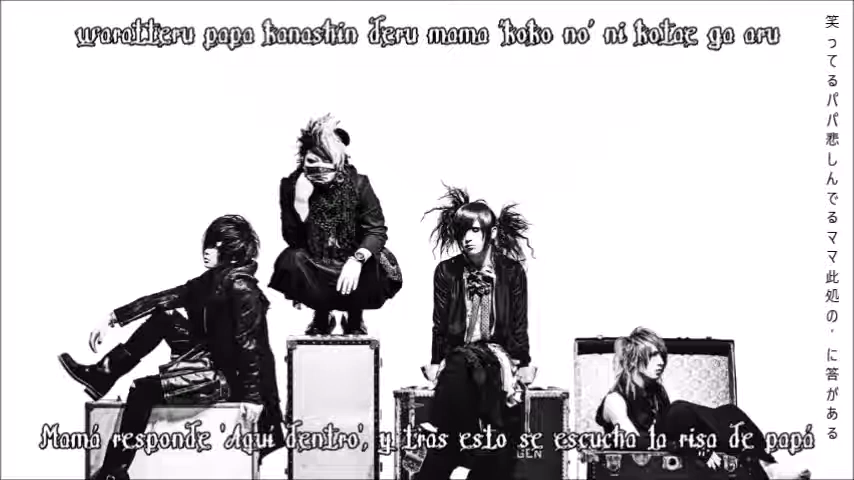 waratteru papa kanashin deru mama 'koko no' ni kotae ga aru
笑ってるパパ悲しんでるママ此処の,に答がある
Mamá responde 'Aquí dentro', y tras esto se escucha la risa de papá
GEN